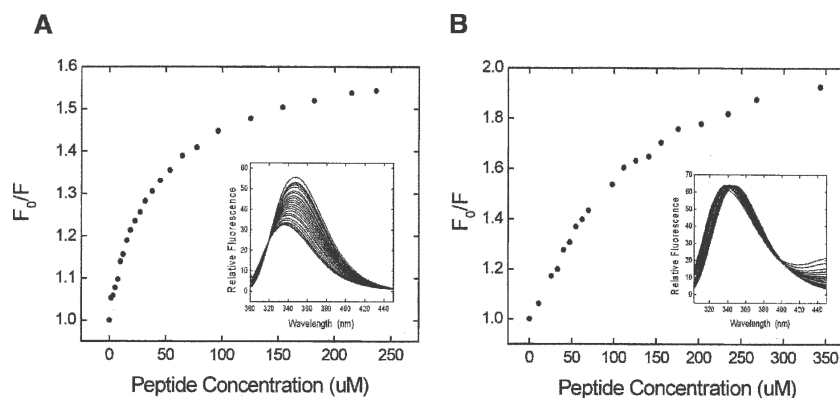 A
B
1.6
1.5
1.4
1.3
1.2
1.1
1.0
F0/F
0 50 100 150 200 250
Peptide Concentration (uM)
60
50
40
30
20
10
0
Relative Fluorescence
300 320 340 360 380 400 420 440
Wavelength (nm)
2.0
1.8
1.6
1.4
1.2
1.0
F0/F
0 50 100 150 200 250 300 350
Peptide Concentration (uM)
70
60
50
40
30
20
10
0
Relative Fluorescence
320 340 360 380 400 420 440
Wavelength (nm)